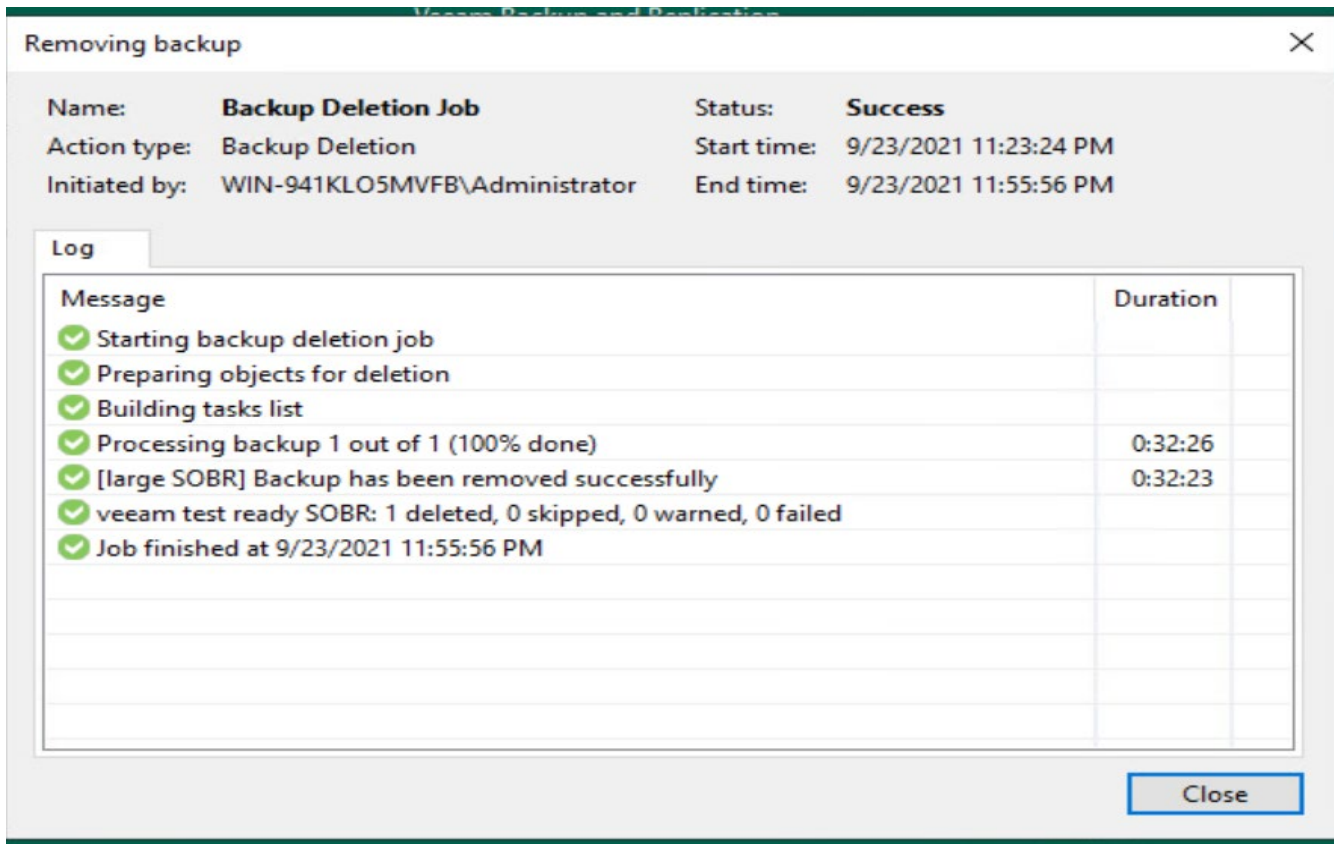 Veeam Backup and Replication
Removing backup
Name: Backup Deletion Job Status: Success
Action type: Backup Deletion Start time: 9/23/2021 11:23:24 PM
Initiated by: WIN-941KLO5MVFB\Administrator End time: 9/23/2021 11:55:56 PM
Log
Message Duration
Starting backup deletion job
Preparing objects for deletion
Building tasks list
Processing backup 1 out of 1 (100% done) 0:32:26
[large SOBR] Backup has been removed successfully 0:32:23
veeam test ready SOBR: 1 deleted, 0 skipped, 0 warned, 0 failed
Job finished at 9/23/2021 11:55:56 PM
Close